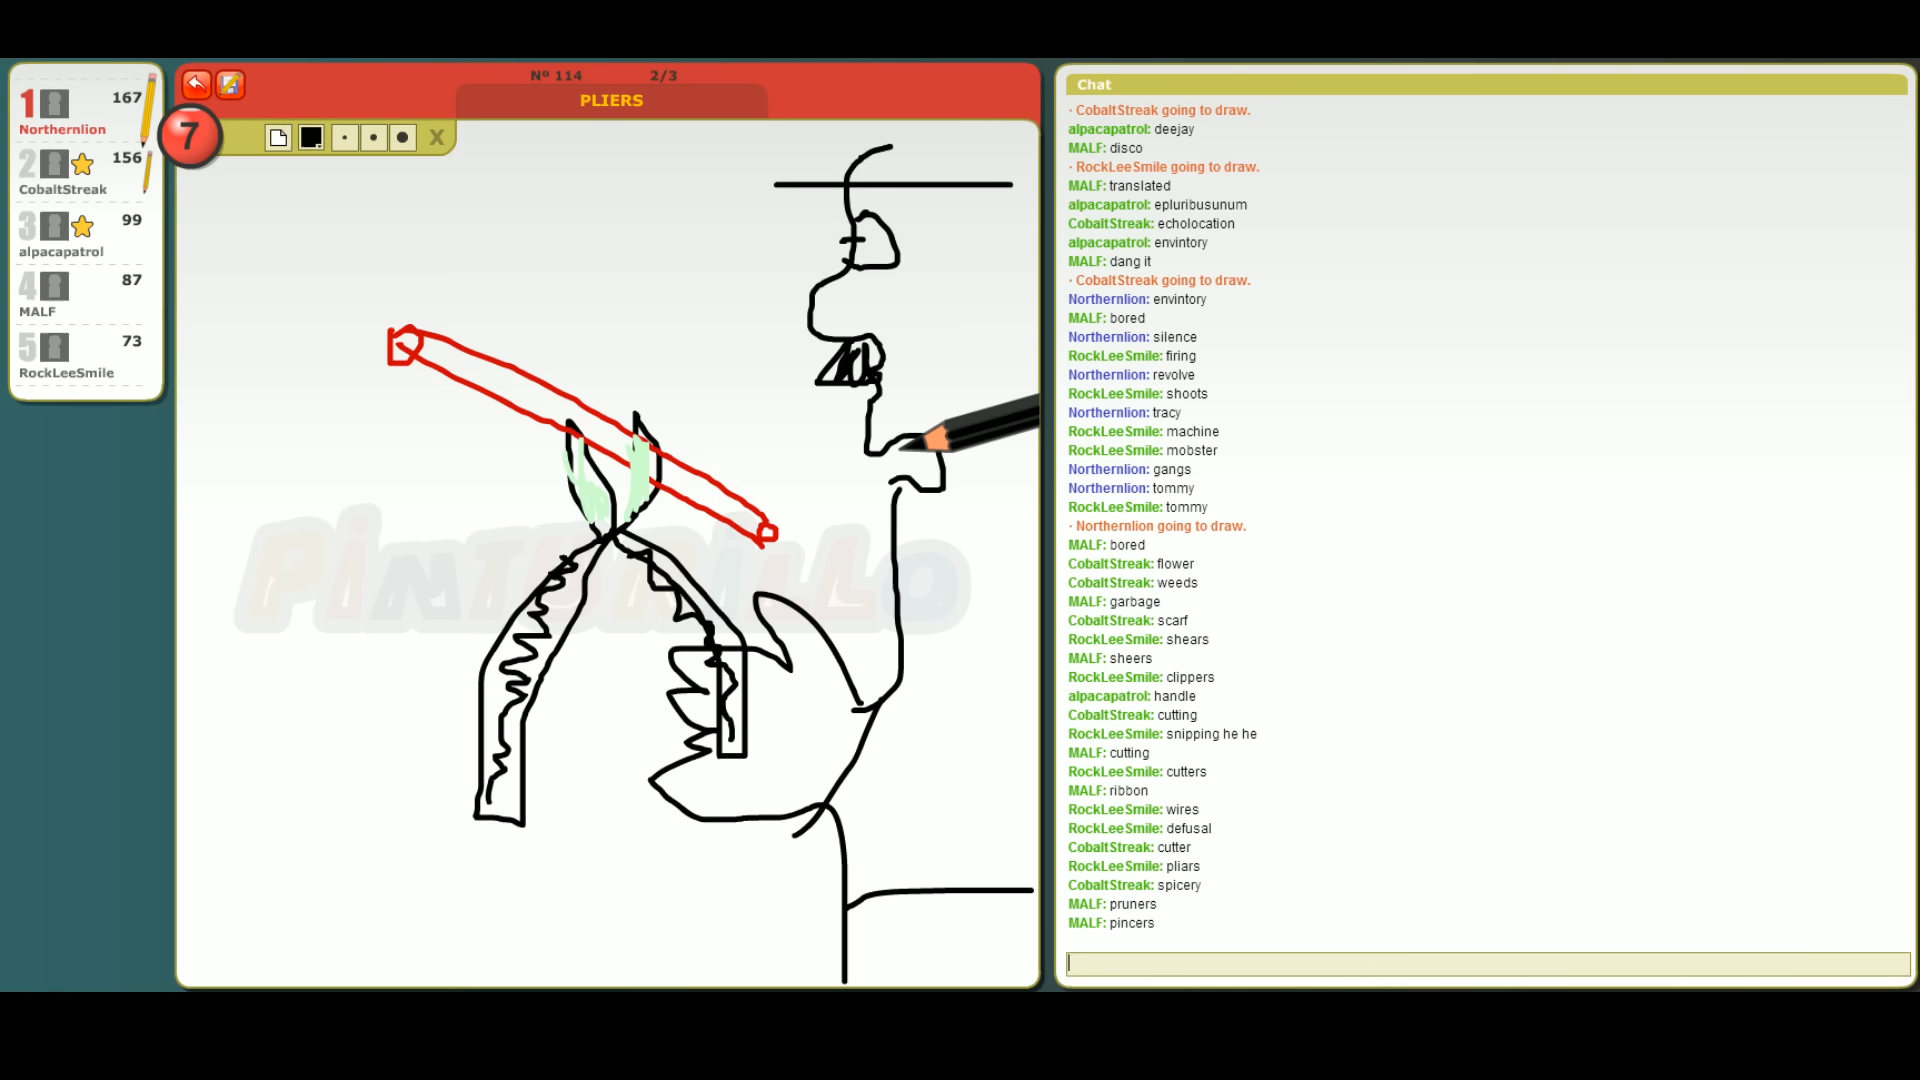 Nº 114 2/3
PLIERS
7
X
1 167
Northernlion
2 156
CobaltStreak
3 99
alpacapatrol
4 87
MALF
5 73
RockLeeSmile
PINTURILLO
Chat
· CobaltStreak going to draw.
alpacapatrol: deejay
MALF: disco
· RockLeeSmile going to draw.
MALF: translated
alpacapatrol: epluribusunum
CobaltStreak: echolocation
alpacapatrol: envintory
MALF: dang it
· CobaltStreak going to draw.
Northernlion: envintory
MALF: bored
Northernlion: silence
RockLeeSmile: firing
Northernlion: revolve
RockLeeSmile: shoots
Northernlion: tracy
RockLeeSmile: machine
RockLeeSmile: mobster
Northernlion: gangs
Northernlion: tommy
RockLeeSmile: tommy
· Northernlion going to draw.
MALF: bored
CobaltStreak: flower
CobaltStreak: weeds
MALF: garbage
CobaltStreak: scarf
RockLeeSmile: shears
MALF: sheers
RockLeeSmile: clippers
alpacapatrol: handle
CobaltStreak: cutting
RockLeeSmile: snipping he he
MALF: cutting
RockLeeSmile: cutters
MALF: ribbon
RockLeeSmile: wires
RockLeeSmile: defusal
CobaltStreak: cutter
RockLeeSmile: pliars
CobaltStreak: spicery
MALF: pruners
MALF: pincers